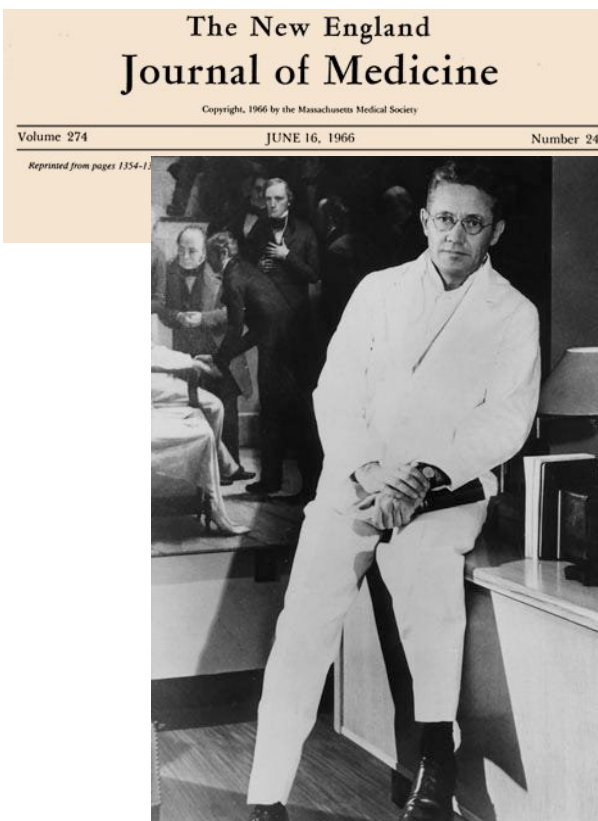 The New England
Journal of Medicine
Copyright, 1966 by the Massachusetts Medical Society
Volume 274 JUNE 16, 1966 Number 24
Reprinted from pages 1354-13